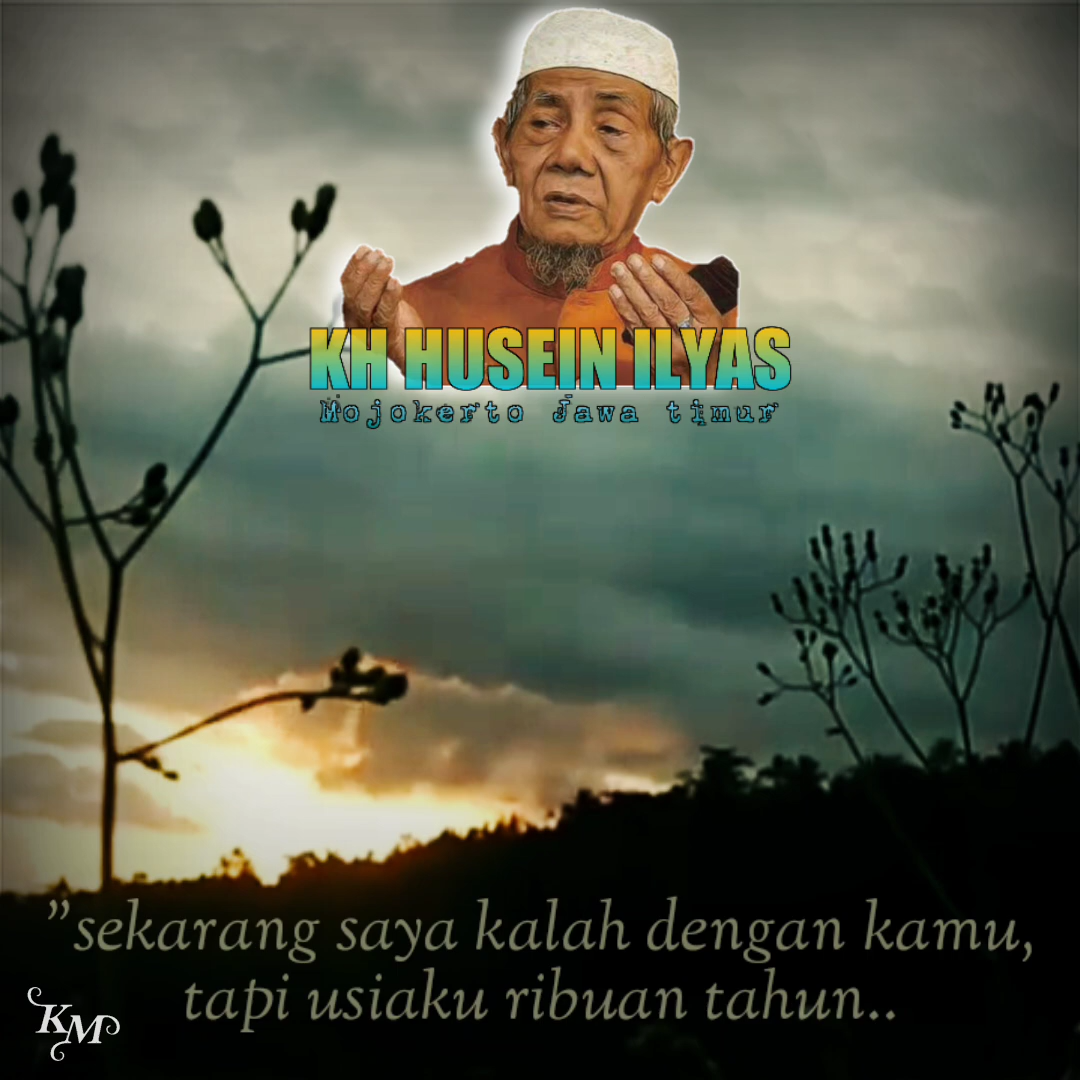 KH HUSEIN ILYAS
Mojokerto Jawa timur
"sekarang saya kalah dengan kamu,
tapi usiaku ribuan tahun..
KM